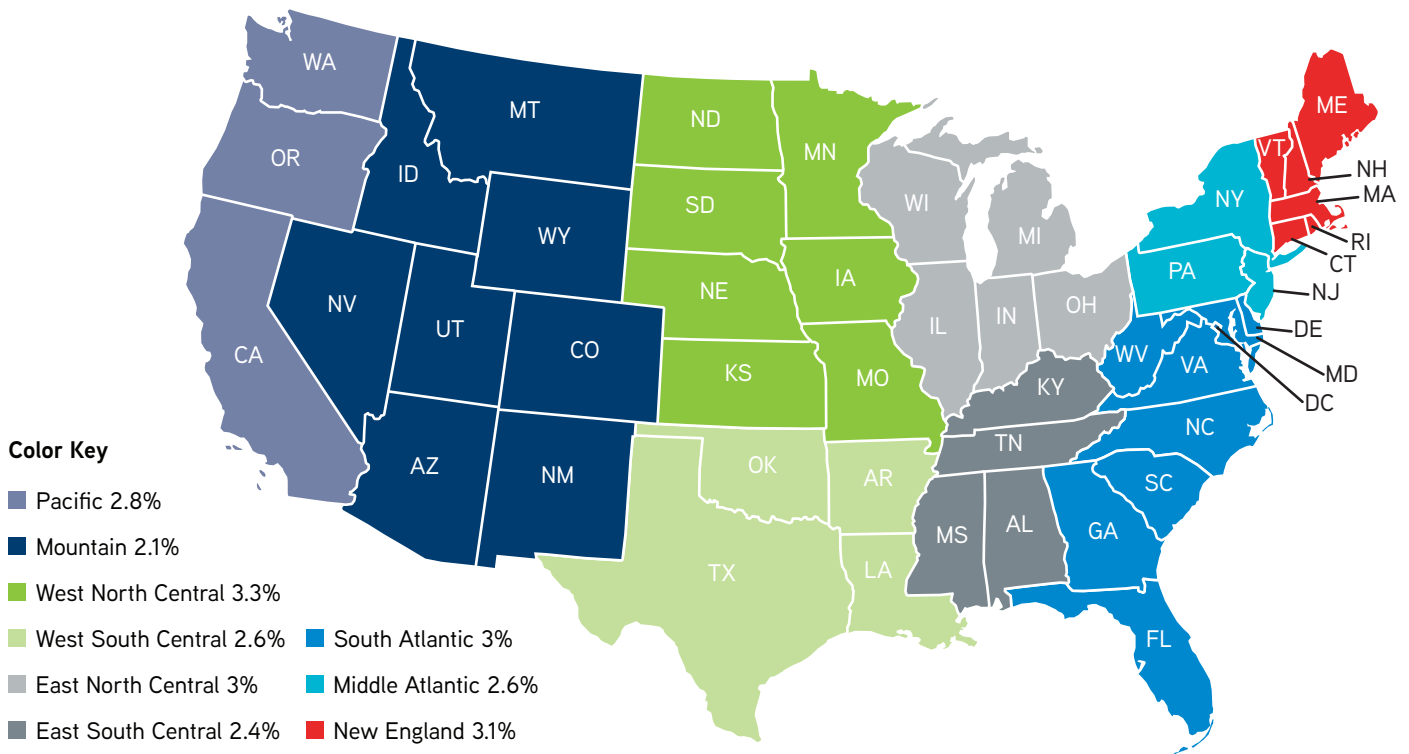 WA
OR
CA
MT
ID
WY
NV
UT
CO
AZ
NM
ND
SD
NE
KS
MN
IA
MO
OK
TX
AR
LA
WI
MI
IL
IN
OH
KY
TN
MS
AL
ME
VT
NH
MA
RI
CT
NY
PA
NJ
DE
MD
DC
WV
VA
NC
SC
GA
FL
Color Key
Pacific 2.8%
Mountain 2.1%
West North Central 3.3%
West South Central 2.6%
East North Central 3%
East South Central 2.4%
South Atlantic 3%
Middle Atlantic 2.6%
New England 3.1%